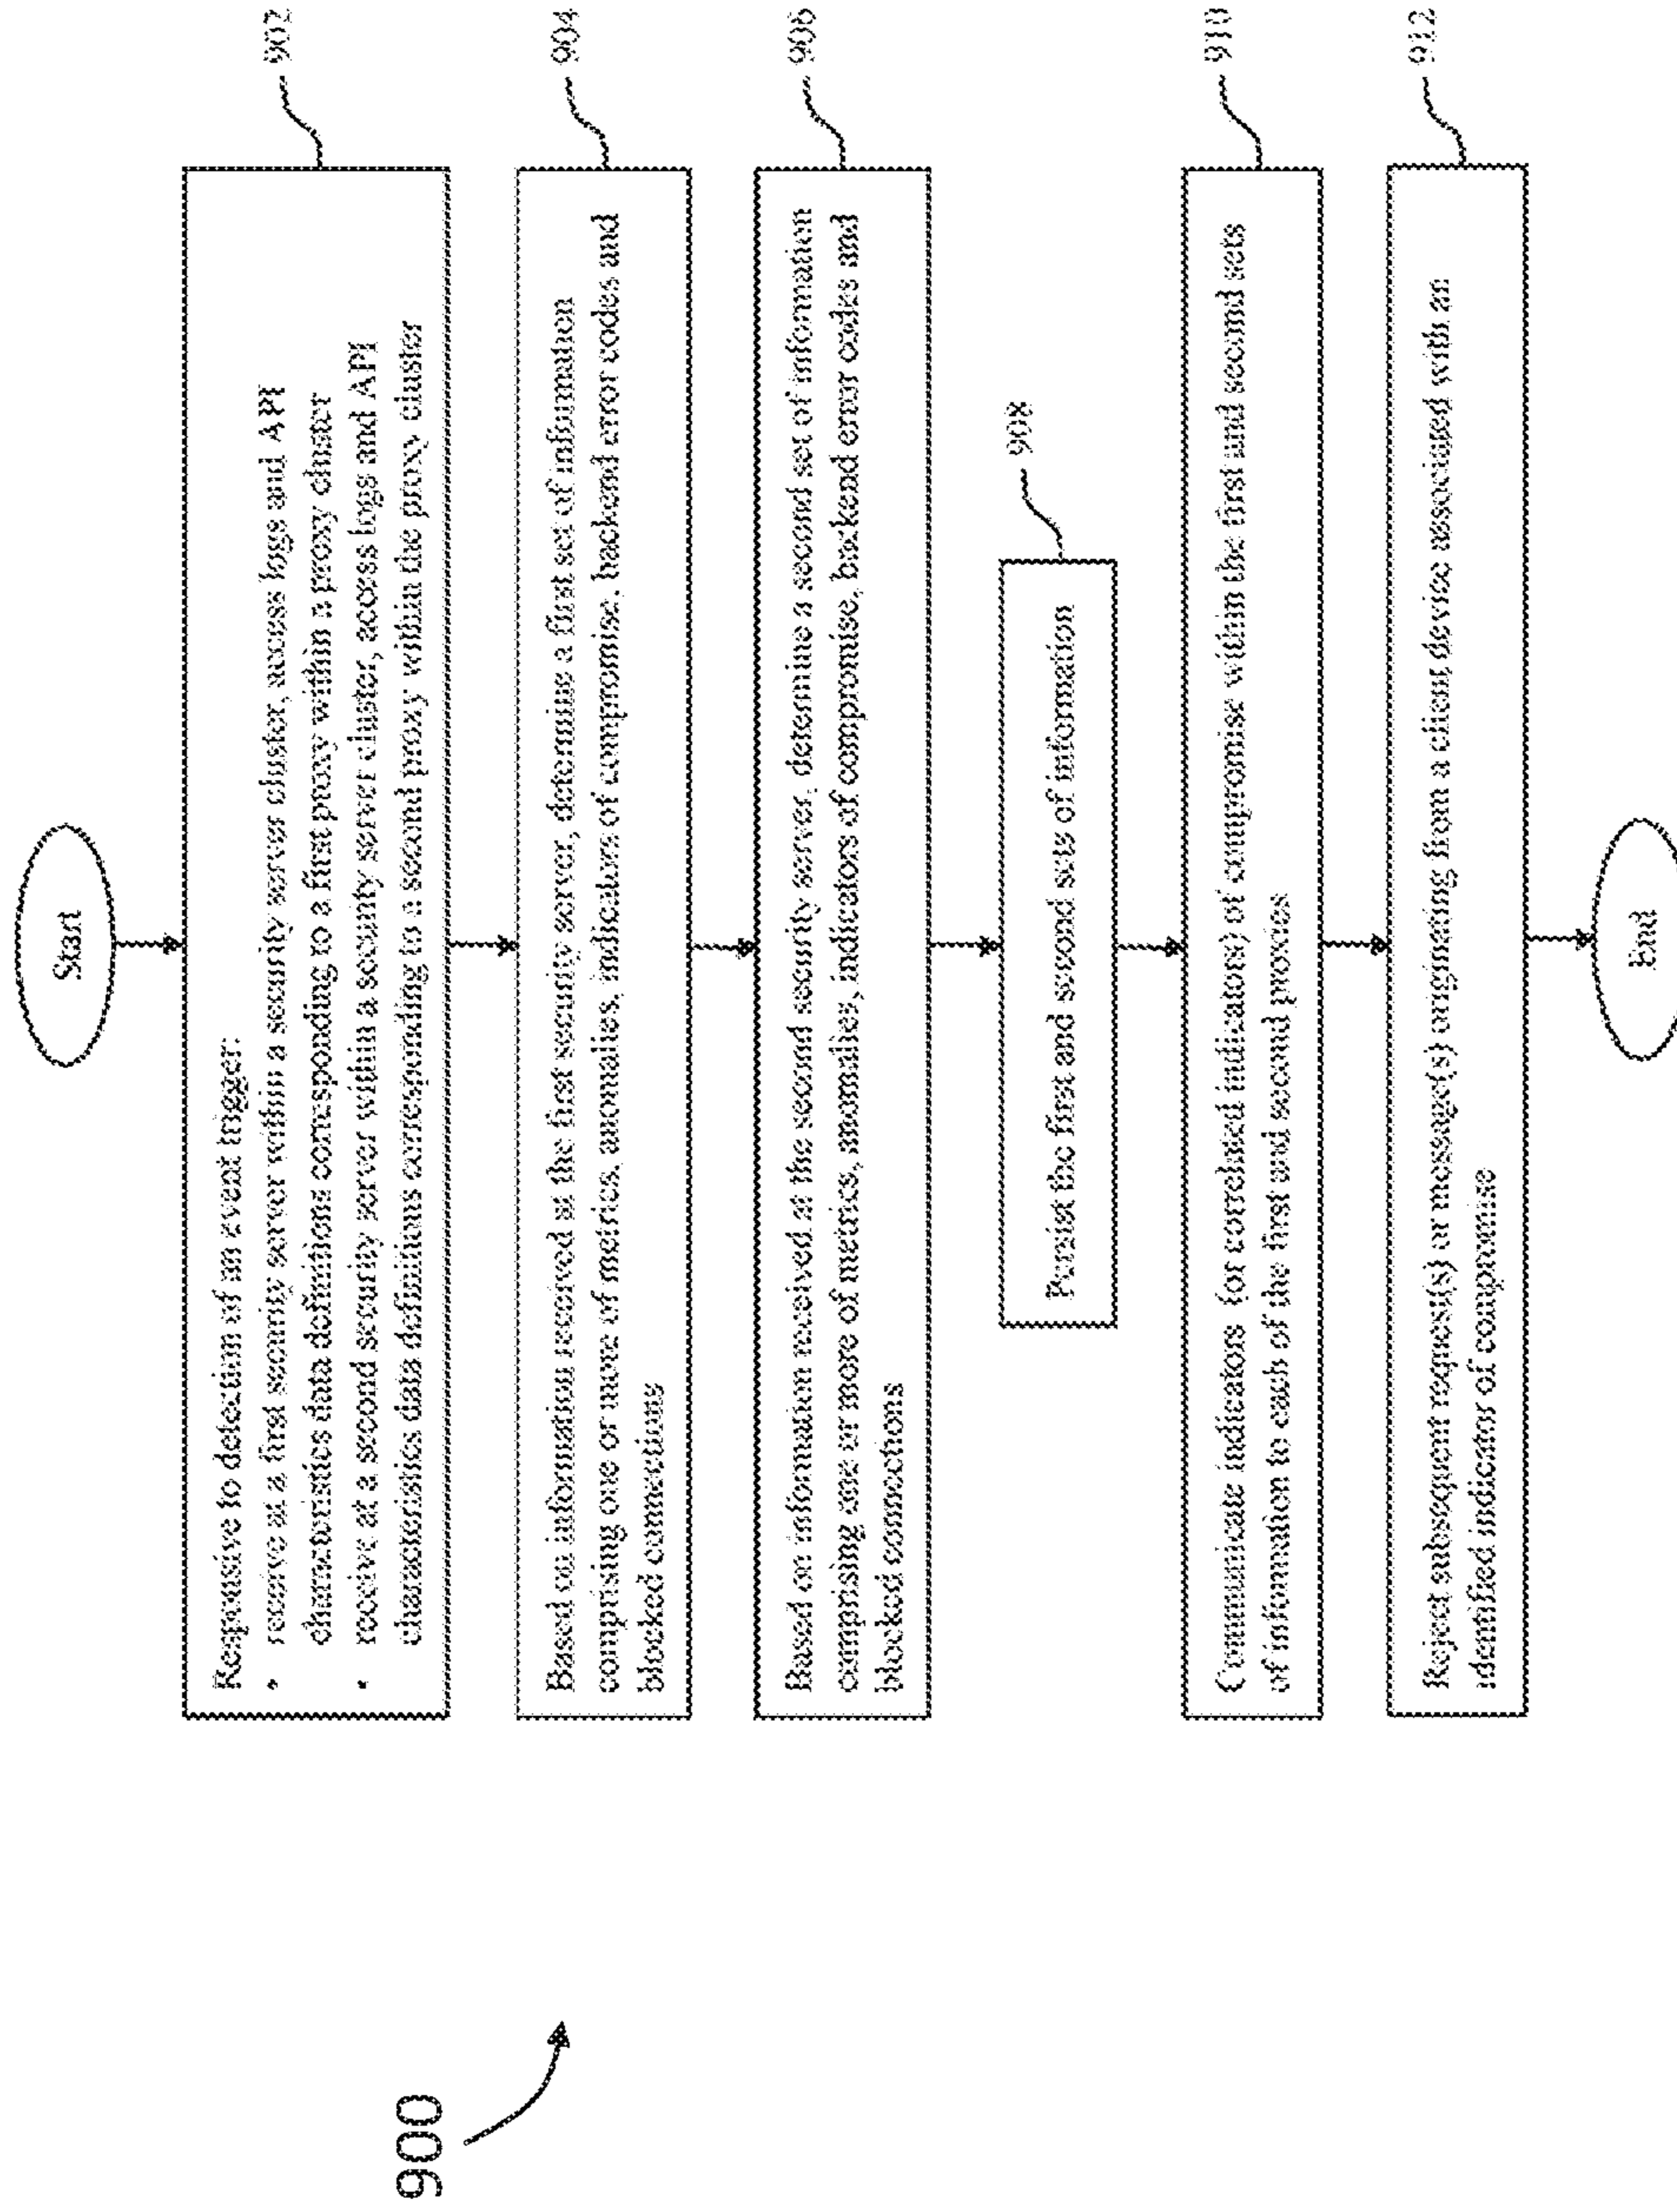 900
Start
902
Responsive to detection of an event trigger:
• receive at a first security server within a security server cluster, access logs and API
characteristics data definitions corresponding to a first proxy within a proxy cluster
• receive at a second security server within a security server cluster, access logs and API
characteristics data definitions corresponding to a second proxy within the proxy cluster
904
Based on information received at the first security server, determine a first set of information
comprising one or more of metrics, anomalies, indicators of compromise, backend error codes and
blocked connections
906
Based on information received at the second security server, determine a second set of information
comprising one or more of metrics, anomalies, indicators of compromise, backend error codes and
blocked connections
908
Persist the first and second sets of information
910
Communicate indicators (or correlated indicators) of compromise within the first and second sets
of information to each of the first and second proxies
912
Reject subsequent request(s) or message(s) originating from a client device associated with an
identified indicator of compromise
End